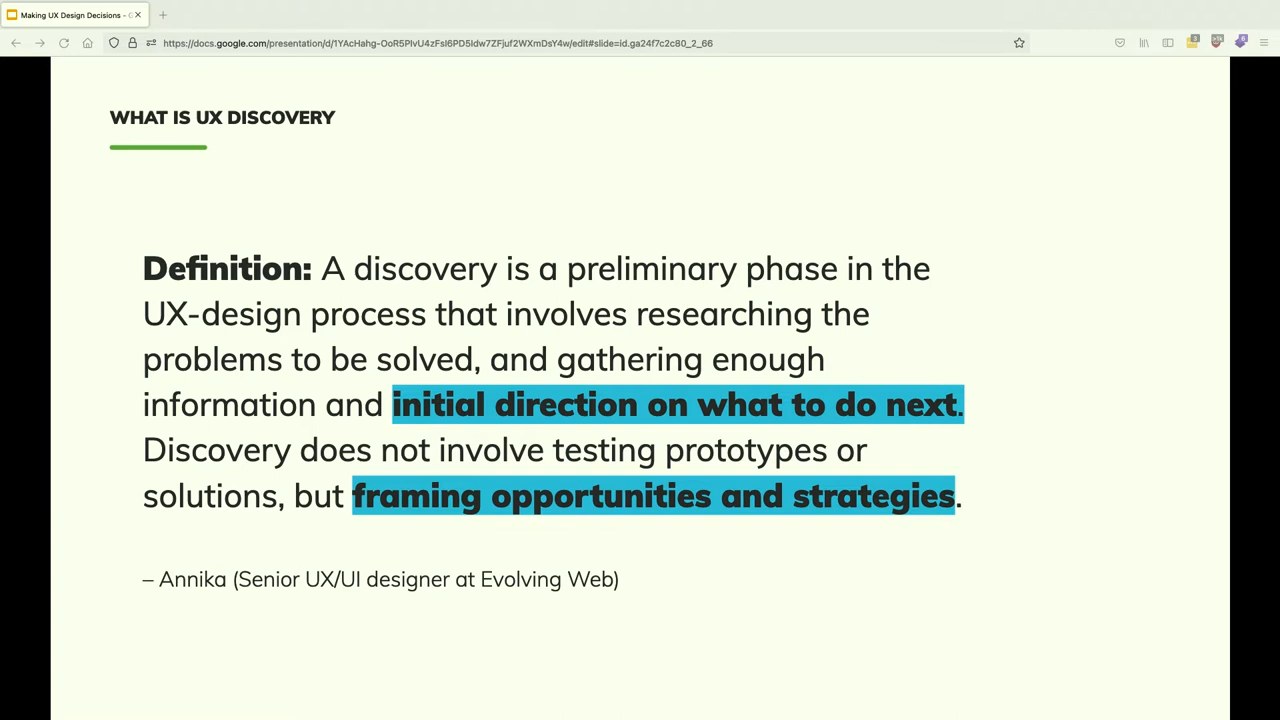 Making UX Design Decisions - C
https://docs.google.com/presentation/d/1YAcHahg-OoR5PIvU4zFsI6PD5Idw7ZFjuf2WXmDsY4w/edit#slide=id.ga24f7c2c80_2_66
WHAT IS UX DISCOVERY
Definition: A discovery is a preliminary phase in the
UX-design process that involves researching the
problems to be solved, and gathering enough
information and initial direction on what to do next.
Discovery does not involve testing prototypes or
solutions, but framing opportunities and strategies.
– Annika (Senior UX/UI designer at Evolving Web)